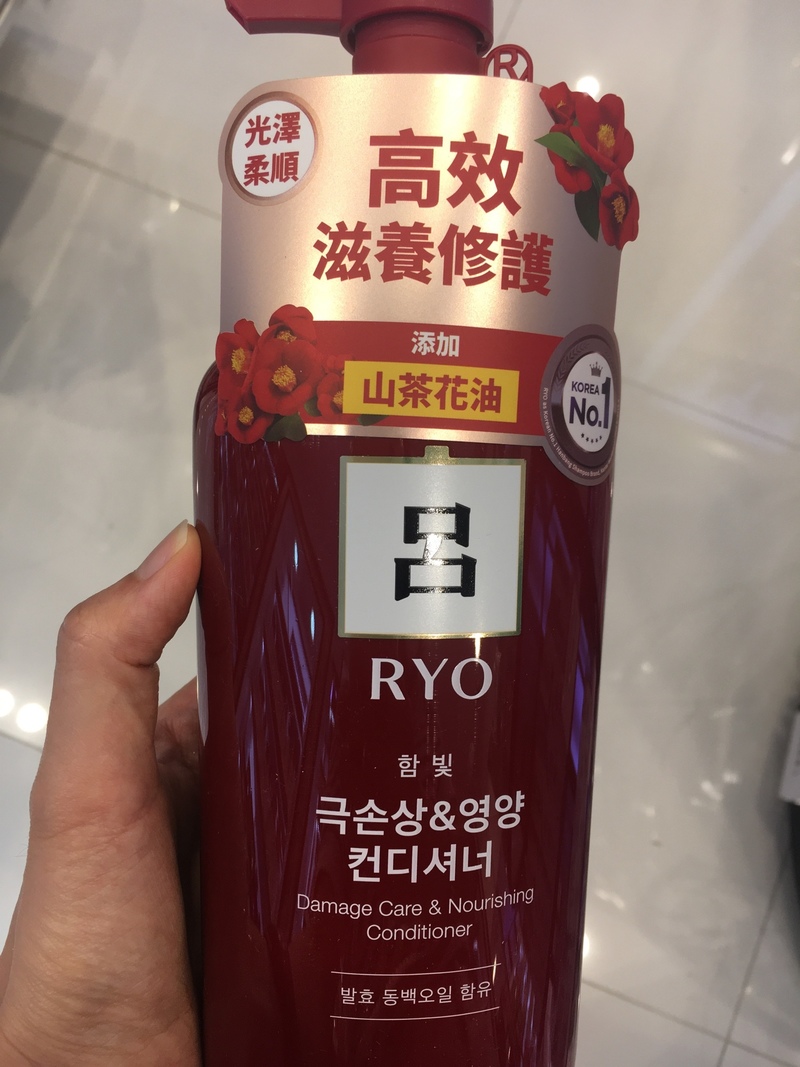 R
光澤
柔順
高效
滋養修護
添加
山茶花油
KOREA
No.1
呂
RYO
함빛
극손상&영양
컨디셔너
Damage Care & Nourishing
Conditioner
발효 동백오일 함유